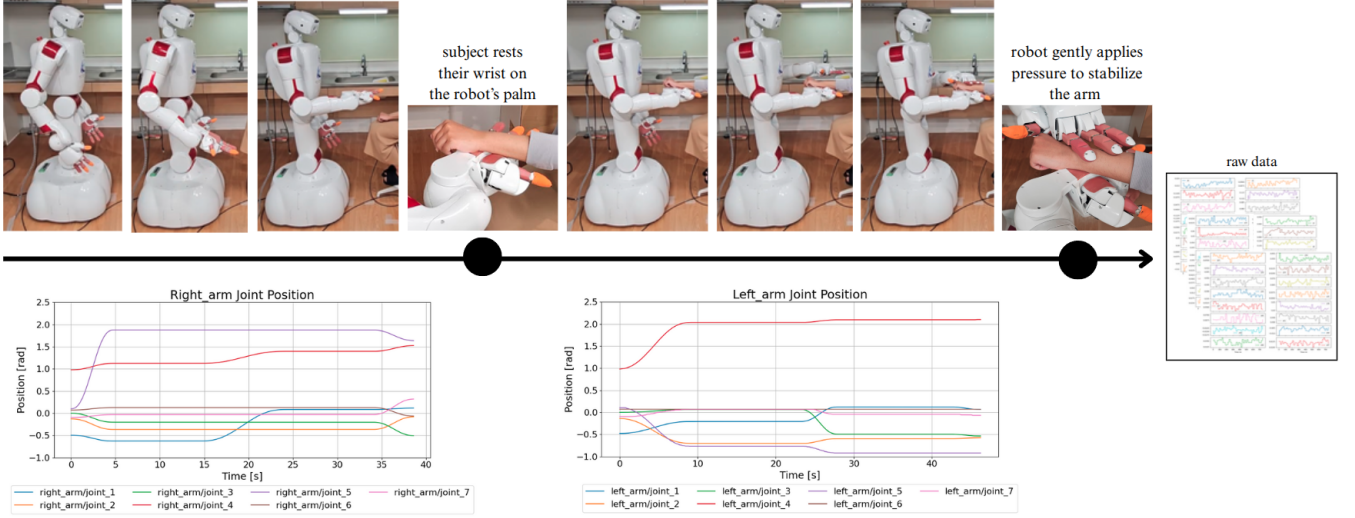 subject rests
their wrist on
the robot's palm
robot gently applies
pressure to stabilize
the arm
raw data
Right_arm Joint Position
2.5
2.0
1.5
1.0
0.5
0.0
−0.5
−1.0
Position [rad]
0 5 10 15 20 25 30 35 40
Time [s]
right_arm/joint_1 right_arm/joint_3 right_arm/joint_5 right_arm/joint_7
right_arm/joint_2 right_arm/joint_4 right_arm/joint_6
Left_arm Joint Position
2.5
2.0
1.5
1.0
0.5
0.0
−0.5
−1.0
Position [rad]
0 10 20 30 40
Time [s]
left_arm/joint_1 left_arm/joint_3 left_arm/joint_5 left_arm/joint_7
left_arm/joint_2 left_arm/joint_4 left_arm/joint_6